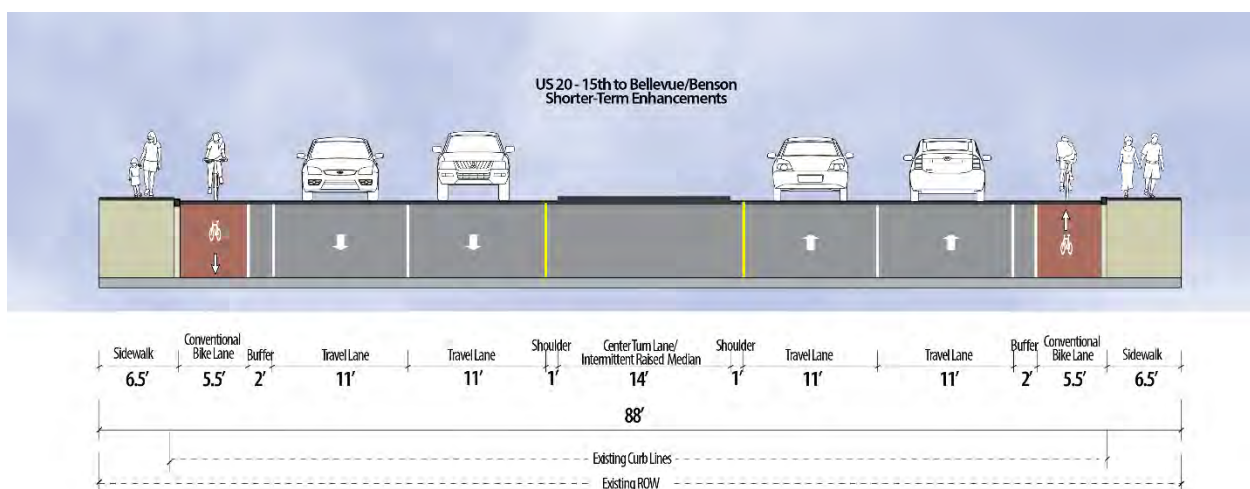 US 20 - 15th to Bellevue/Benson
Shorter-Term Enhancements
Sidewalk
Conventional
Bike Lane
Buffer
Travel Lane
Travel Lane
Shoulder
Center Turn Lane/
Intermittent Raised Median
Shoulder
Travel Lane
Travel Lane
Buffer
Conventional
Bike Lane
Sidewalk
6.5′ 5.5′ 2′ 11′ 11′ 1′ 14′ 1′ 11′ 11′ 2′ 5.5′ 6.5′
88′
Existing Curb Lines
Existing ROW